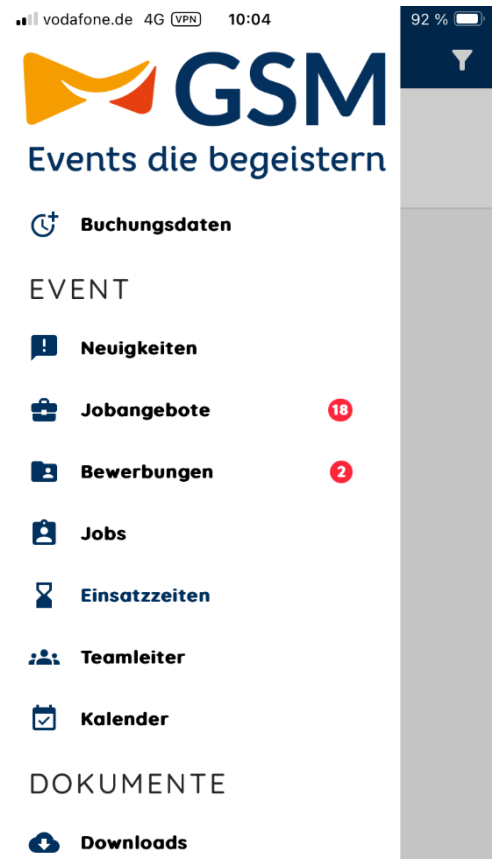 vodafone.de 4G VPN 10:04 92 %
GSM
Events die begeistern
Buchungsdaten
EVENT
Neuigkeiten
Jobangebote 18
Bewerbungen 2
Jobs
Einsatzzeiten
Teamleiter
Kalender
DOKUMENTE
Downloads